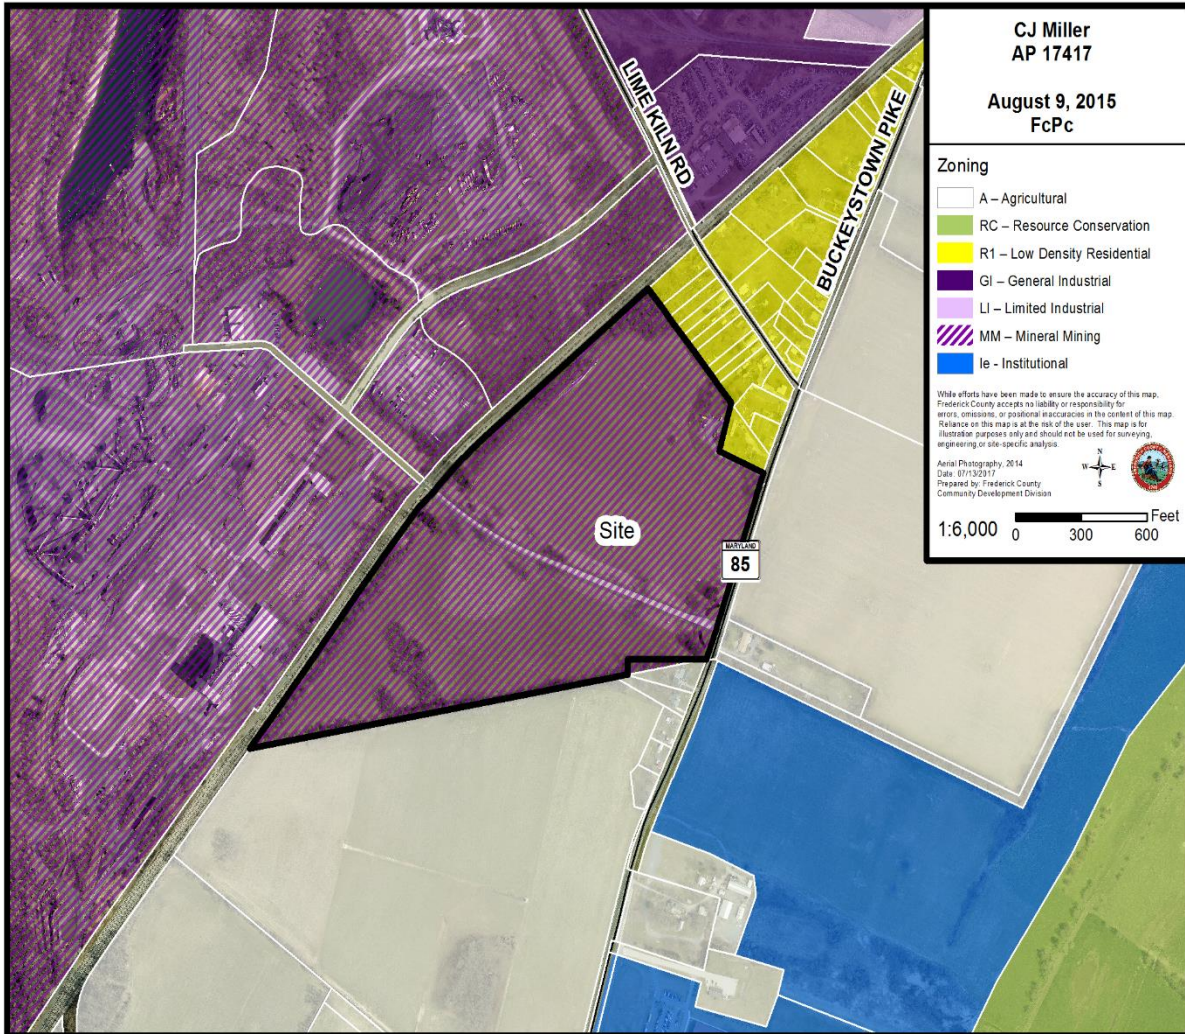 CJ Miller
AP 17417
August 9, 2015
FcPc
Zoning
A – Agricultural
RC – Resource Conservation
R1 – Low Density Residential
GI – General Industrial
LI – Limited Industrial
MM – Mineral Mining
Ie - Institutional
While efforts have been made to ensure the accuracy of this map,
Frederick County accepts no liability or responsibility for
errors, omissions, or positional inaccuracies in the content of this map.
Reliance on this map is at the risk of the user. This map is for
illustration purposes only and should not be used for surveying,
engineering, or site-specific analysis.
Aerial Photography, 2014
Date: 07/13/2017
Prepared by: Frederick County
Community Development Division
N
W E
S
1:6,000
Feet
0 300 600
LIME KILN RD
BUCKEYSTOWN PIKE
Site
MARYLAND
85